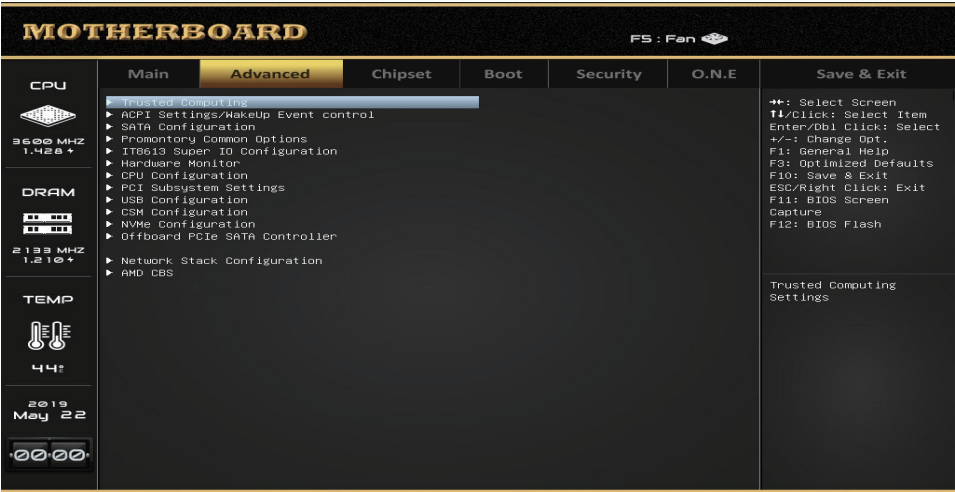 MOTHERBOARD
F5 : Fan
CPU
3600 MHZ
1.428
DRAM
2133 MHZ
1.210
TEMP
44°C
2019
May 22
00:00
Main Advanced Chipset Boot Security O.N.E Save & Exit
Trusted Computing
ACPI Settings/WakeUp Event control
SATA Configuration
Promontory Common Options
IT8613 Super IO Configuration
Hardware Monitor
CPU Configuration
PCI Subsystem Settings
USB Configuration
CSM Configuration
NVMe Configuration
Offboard PCIe SATA Controller
Network Stack Configuration
AMD CBS
→←: Select Screen
↑↓/Click: Select Item
Enter/Dbl Click: Select
+/-: Change Opt.
F1: General Help
F3: Optimized Defaults
F10: Save & Exit
ESC/Right Click: Exit
F11: BIOS Screen
Capture
F12: BIOS Flash
Trusted Computing
Settings